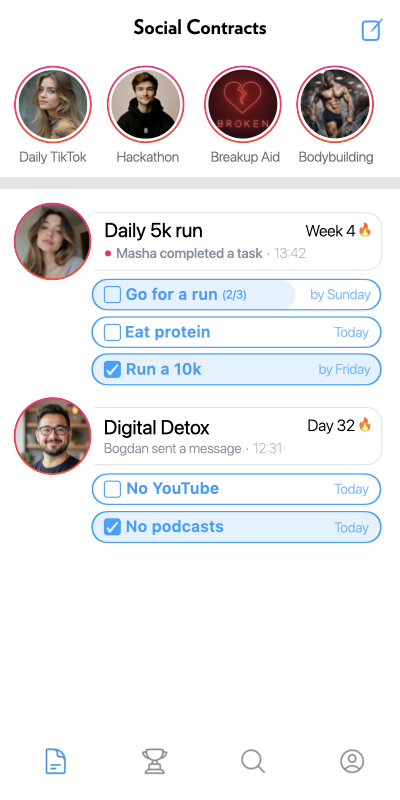 Social Contracts
BROKEN
Daily TikTok
Hackathon
Breakup Aid
Bodybuilding
Daily 5k run
Week 4🔥
Masha completed a task · 13:42
Go for a run (2/3)
by Sunday
Eat protein
Today
Run a 10k
by Friday
Digital Detox
Day 32🔥
Bogdan sent a message · 12:31
No YouTube
Today
No podcasts
Today